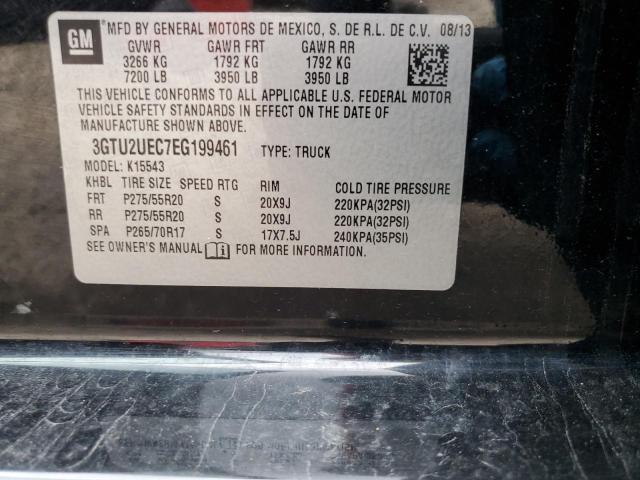 GM
MFD BY GENERAL MOTORS DE MEXICO, S. DE R.L. DE C.V. 08/13
GVWR GAWR FRT GAWR RR
3266 KG 1792 KG 1792 KG
7200 LB 3950 LB 3950 LB
THIS VEHICLE CONFORMS TO ALL APPLICABLE U.S. FEDERAL MOTOR
VEHICLE SAFETY STANDARDS IN EFFECT ON THE DATE OF
MANUFACTURE SHOWN ABOVE.
3GTU2UEC7EG199461 TYPE: TRUCK
MODEL: K15543
KHBL TIRE SIZE SPEED RTG RIM COLD TIRE PRESSURE
FRT P275/55R20 S 20X9J 220KPA(32PSI)
RR P275/55R20 S 20X9J 220KPA(32PSI)
SPA P265/70R17 S 17X7.5J 240KPA(35PSI)
SEE OWNER'S MANUAL FOR MORE INFORMATION.